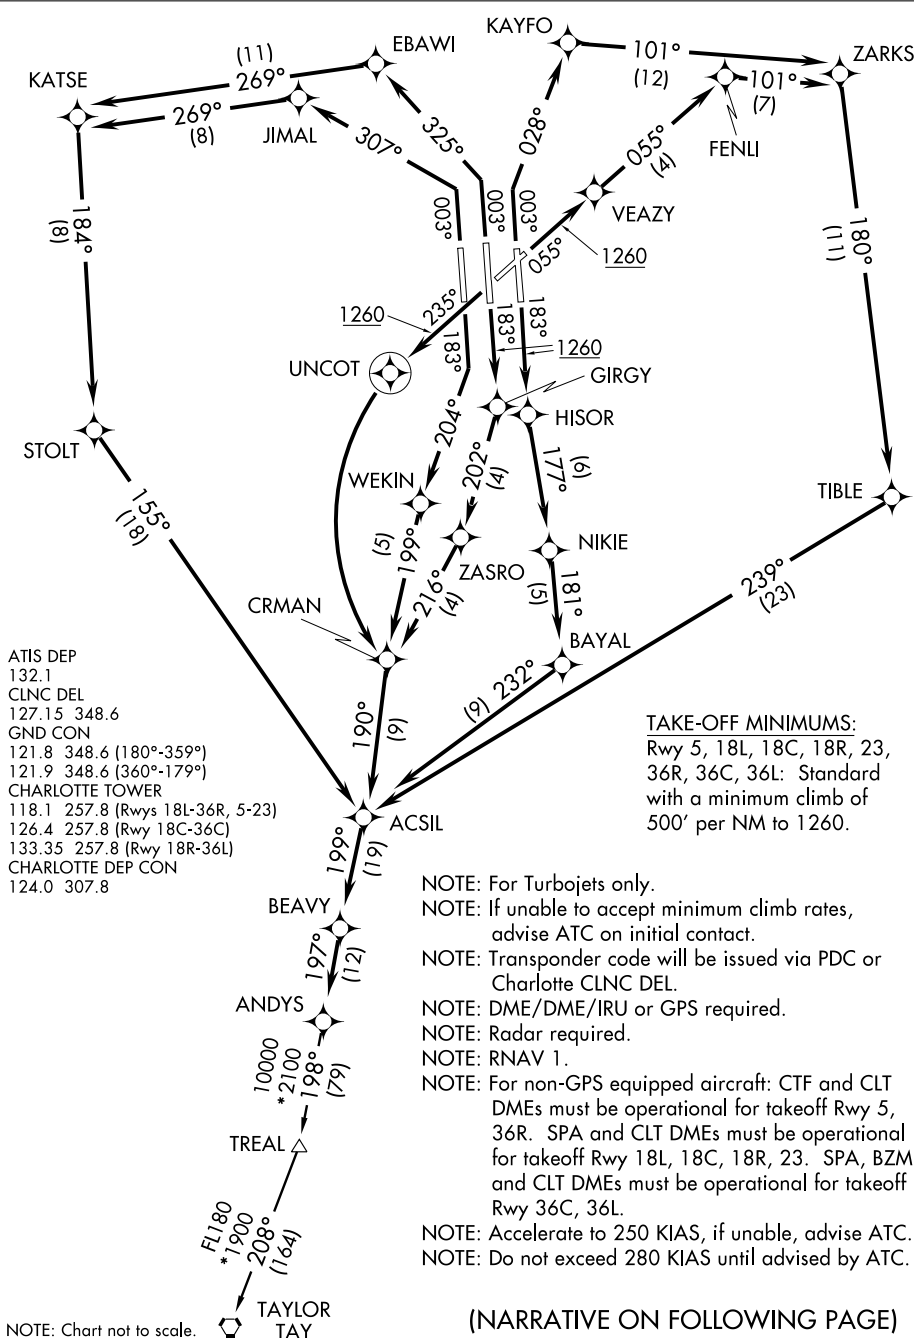 KAYFO
EBAWI
(11)
269°
KATSE
101°
(12)
ZARKS
101°
(7)
269°
(8)
JIMAL
307°
325°
028°
055°
(4)
FENLI
VEAZY
003°
003°
003°
184°
(8)
180°
(11)
055°
1260
1260
235°
183°
183°
183°
1260
UNCOT
GIRGY
HISOR
STOLT
204°
202°
(4)
177°
(6)
WEKIN
TIBLE
155°
(18)
199°
(5)
ZASRO
NIKIE
216°
(4)
181°
(5)
239°
(23)
CRMAN
BAYAL
232°
(9)
190°
(9)
ATIS DEP
132.1
CLNC DEL
127.15 348.6
GND CON
121.8 348.6 (180°-359°)
121.9 348.6 (360°-179°)
CHARLOTTE TOWER
118.1 257.8 (Rwys 18L-36R, 5-23)
126.4 257.8 (Rwy 18C-36C)
133.35 257.8 (Rwy 18R-36L)
CHARLOTTE DEP CON
124.0 307.8
TAKE-OFF MINIMUMS:
Rwy 5, 18L, 18C, 18R, 23,
36R, 36C, 36L: Standard
with a minimum climb of
500' per NM to 1260.
ACSIL
199°
(19)
BEAVY
197°
(12)
ANDYS
10000
*2100
198°
(79)
TREAL
FL180
*1900
208°
(164)
TAYLOR
TAY
NOTE: For Turbojets only.
NOTE: If unable to accept minimum climb rates,
advise ATC on initial contact.
NOTE: Transponder code will be issued via PDC or
Charlotte CLNC DEL.
NOTE: DME/DME/IRU or GPS required.
NOTE: Radar required.
NOTE: RNAV 1.
NOTE: For non-GPS equipped aircraft: CTF and CLT
DMEs must be operational for takeoff Rwy 5,
36R. SPA and CLT DMEs must be operational
for takeoff Rwy 18L, 18C, 18R, 23. SPA, BZM
and CLT DMEs must be operational for takeoff
Rwy 36C, 36L.
NOTE: Accelerate to 250 KIAS, if unable, advise ATC.
NOTE: Do not exceed 280 KIAS until advised by ATC.
NOTE: Chart not to scale.
(NARRATIVE ON FOLLOWING PAGE)